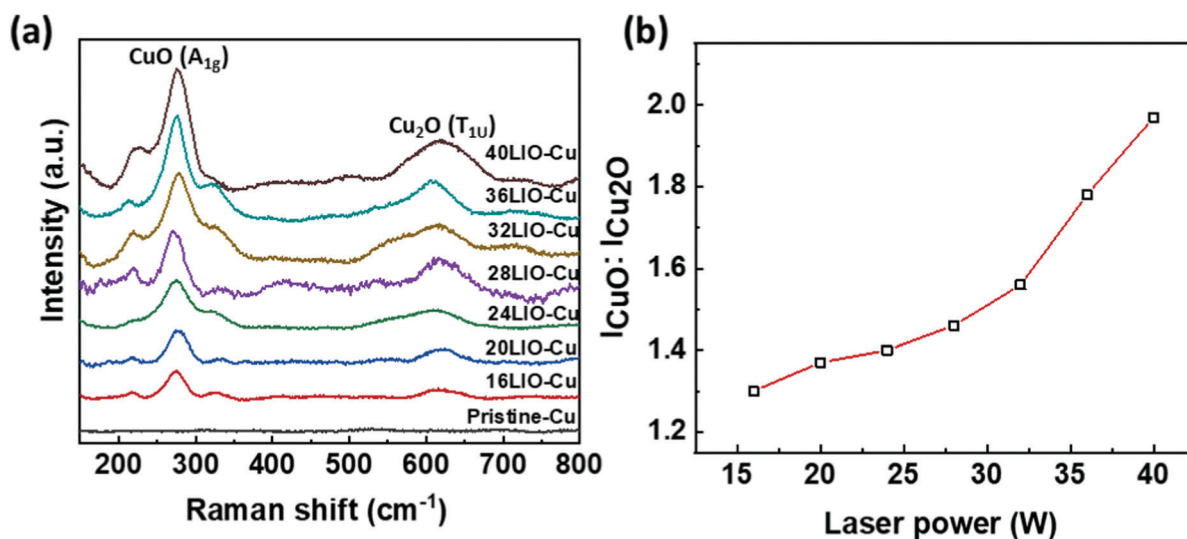 (a)
CuO (A1g)
Cu2O (T1U)
40LIO-Cu
36LIO-Cu
32LIO-Cu
28LIO-Cu
24LIO-Cu
20LIO-Cu
16LIO-Cu
Pristine-Cu
Intensity (a.u.)
200 300 400 500 600 700 800
Raman shift (cm-1)
(b)
2.0
1.8
1.6
1.4
1.2
ICuO: ICu2O
15 20 25 30 35 40
Laser power (W)